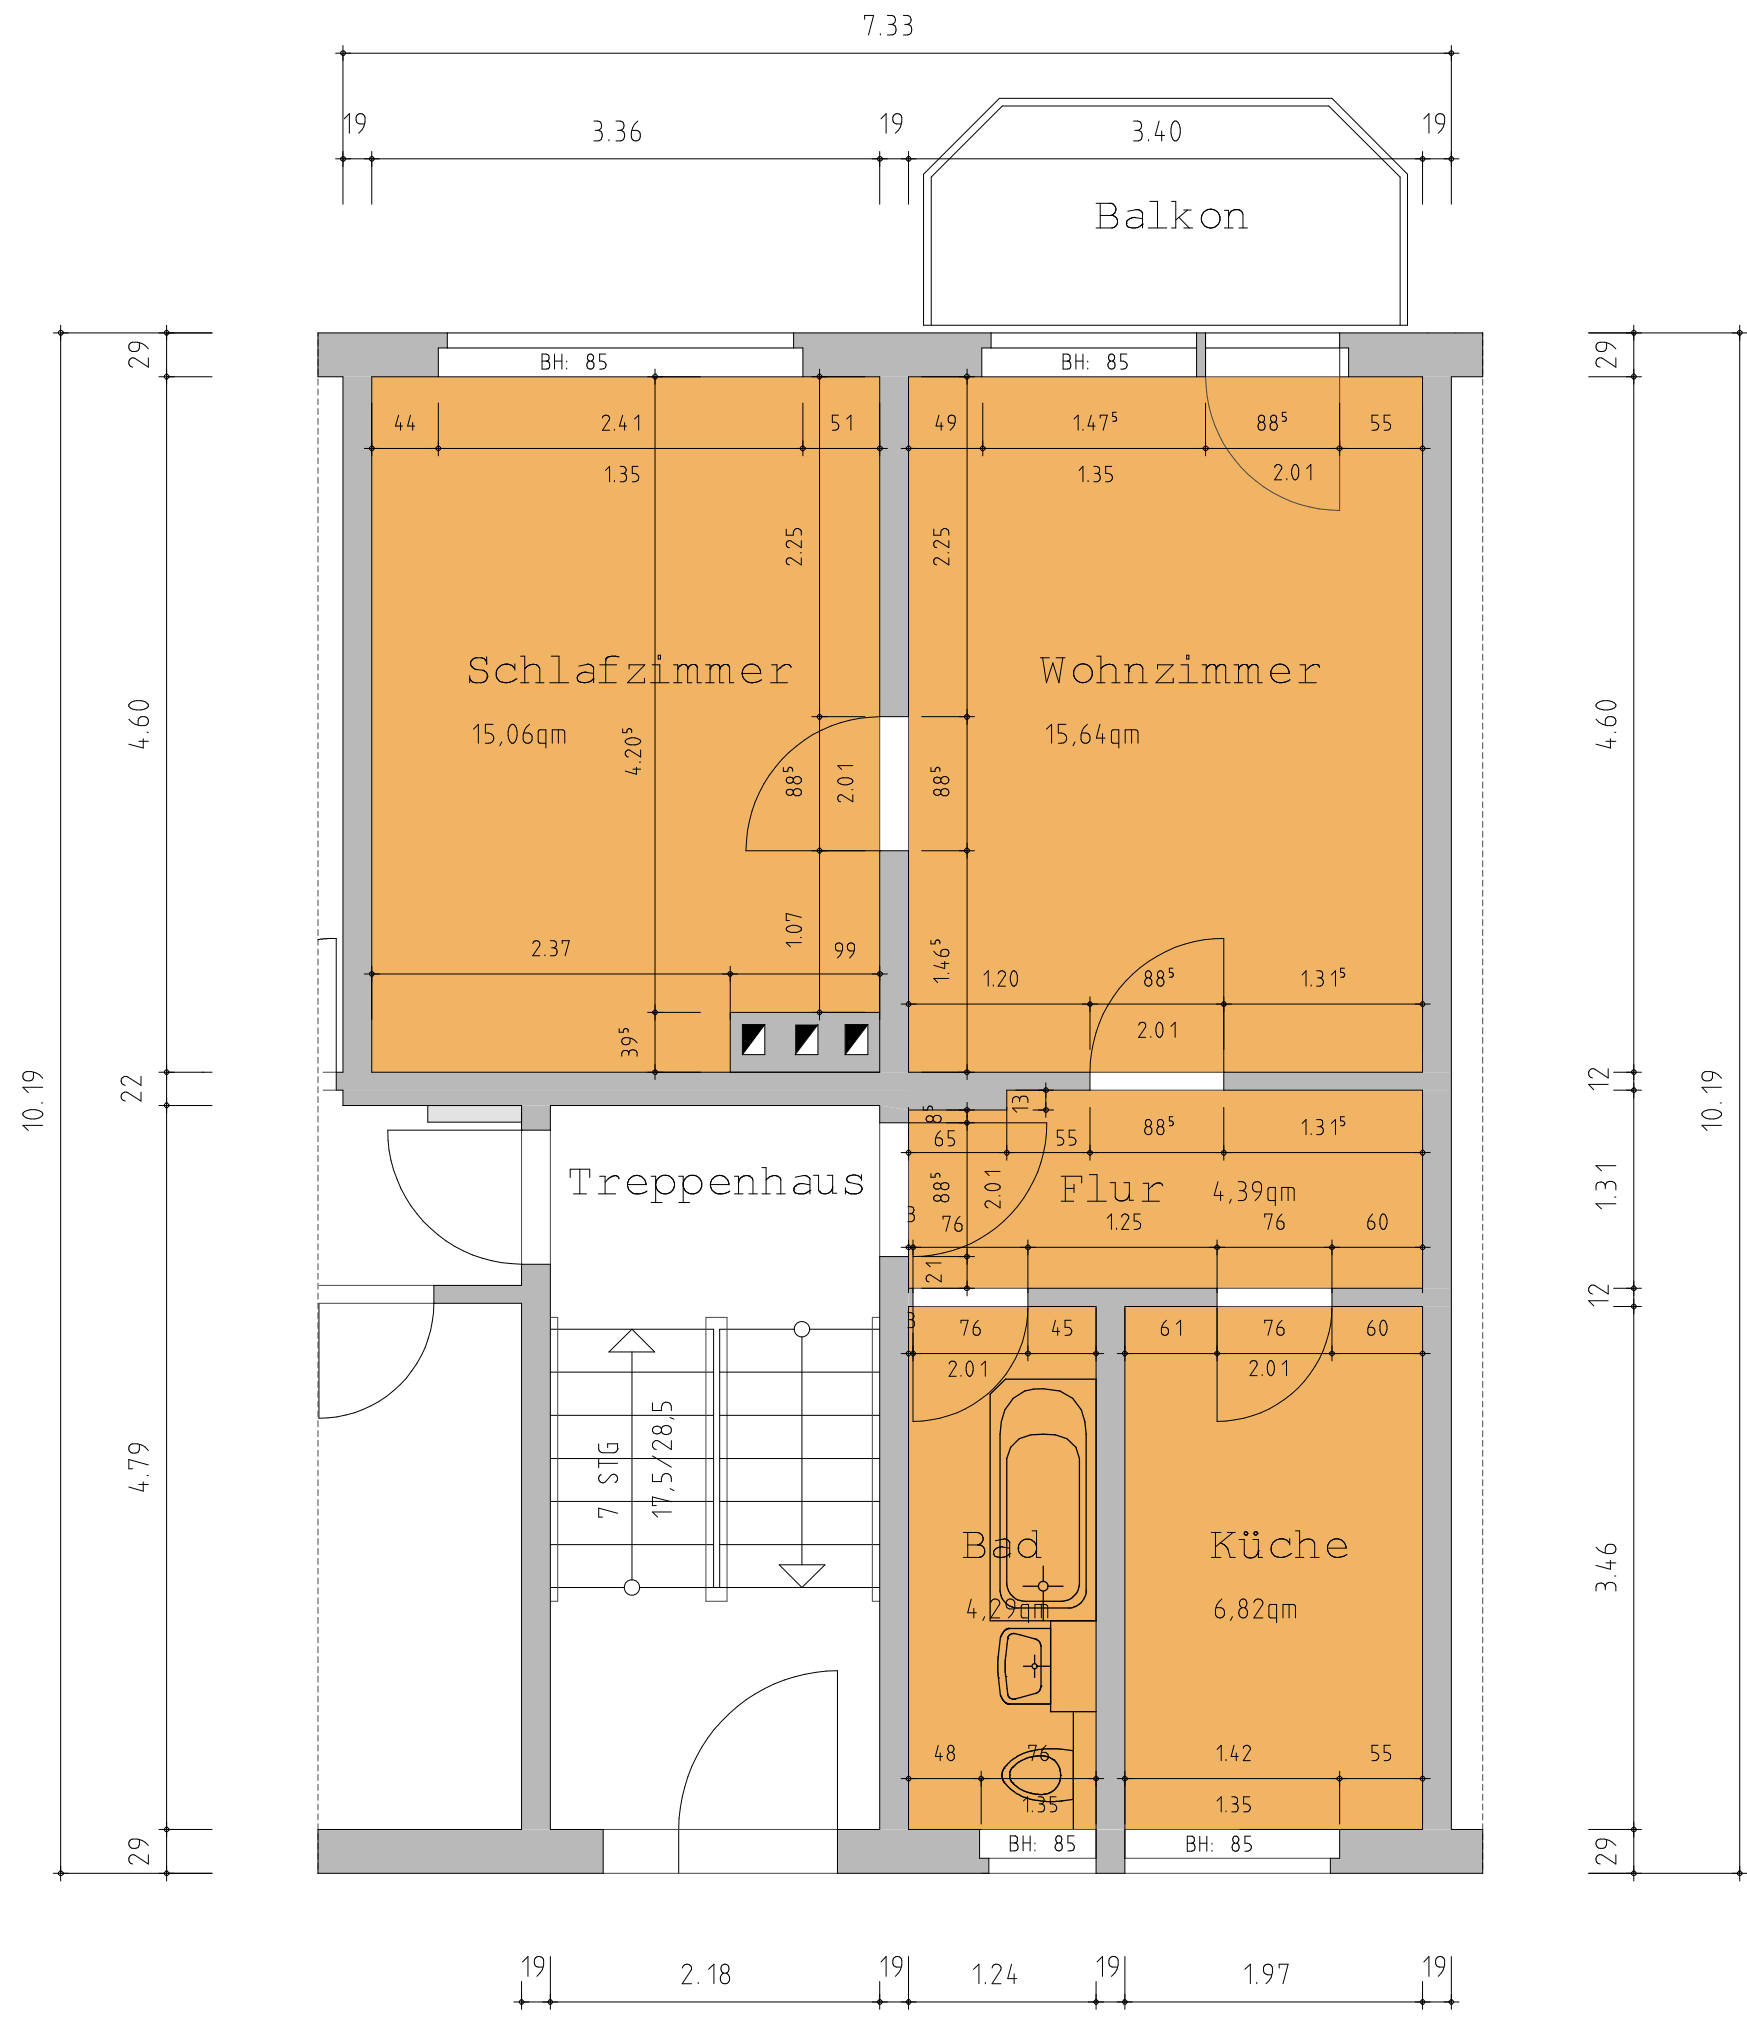 7.33
19 3.36 19 3.40 19
Balkon
29 BH: 85 BH: 85 29
44 2.41 51 49 1.47⁵ 88⁵ 55
1.35 1.35 2.01
2.25 2.25
Schlafzimmer Wohnzimmer
15,06qm 15,64qm
4.60 4.20⁵ 88⁵ 2.01 88⁵ 4.60
2.37 1.07 99 1.46⁵ 1.20 88⁵ 1.31⁵
39⁵ 2.01
10.19 22 12 10.19
8⁵ 13
65 55 88⁵ 1.31⁵
Treppenhaus 88⁵ 2.01 Flur 4,39qm 1.31
3 76 1.25 76 60
21 12
3 76 45 61 76 60
2.01 2.01
4.79 7 STG 17,5/28,5
Bad Küche 3.46
4,29qm 6,82qm
48 76 1.42 55
1.35 1.35
29 BH: 85 BH: 85 29
19 2.18 19 1.24 19 1.97 19